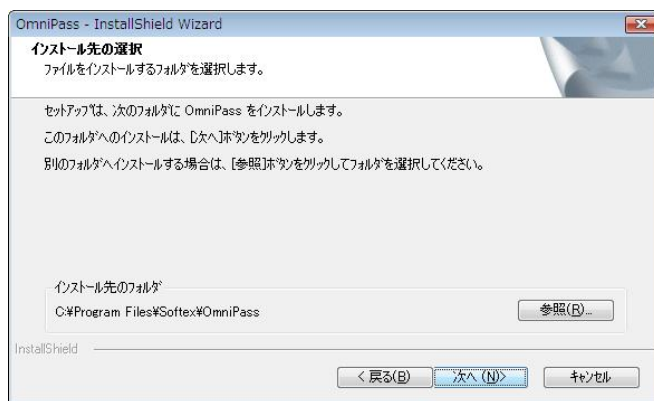 OmniPass - InstallShield Wizard
インストール先の選択
ファイルをインストールするフォルダを選択します。
セットアップは、次のフォルダに OmniPass をインストールします。
このフォルダへのインストールは、[次へ]ボタンをクリックします。
別のフォルダへインストールする場合は、[参照]ボタンをクリックしてフォルダを選択してください。
インストール先のフォルダ
C:¥Program Files¥Softex¥OmniPass
参照(R)...
InstallShield
< 戻る(B)
次へ (N)>
キャンセル